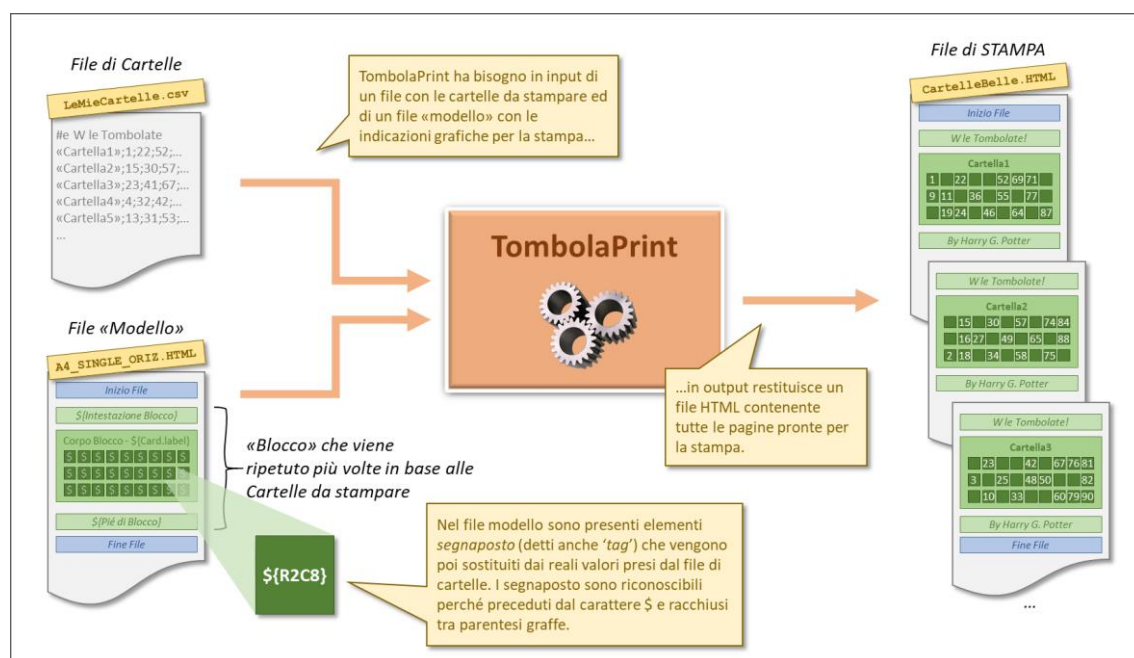 File di Cartelle
LeMieCartelle.csv
#e W le Tombolate
«Cartella1»;1;22;52;...
«Cartella2»;15;30;57;...
«Cartella3»;23;41;67;...
«Cartella4»;4;32;42;...
«Cartella5»;13;31;53;...
...
TombolaPrint ha bisogno in input di
un file con le cartelle da stampare ed
di un file «modello» con le
indicazioni grafiche per la stampa...
File «Modello»
A4_SINGLE_ORIZ.HTML
Inizio File
${Intestazione Blocco}
Corpo Blocco - ${Card.label}
$ $ $ $ $ $ $ $ $
$ $ $ $ $ $ $ $ $
$ $ $ $ $ $ $ $ $
${Pié di Blocco}
Fine File
«Blocco» che viene
ripetuto più volte in base alle
Cartelle da stampare
${R2C8}
Nel file modello sono presenti elementi
segnaposto (detti anche ‘tag’) che vengono
poi sostituiti dai reali valori presi dal file di
cartelle. I segnaposto sono riconoscibili
perché preceduti dal carattere $ e racchiusi
tra parentesi graffe.
TombolaPrint
...in output restituisce un
file HTML contenente
tutte le pagine pronte per
la stampa.
File di STAMPA
CartelleBelle.HTML
Inizio File
W le Tombolate!
Cartella1
1 22 52 69 71
9 11 36 55 77
19 24 46 64 87
By Harry G. Potter
W le Tombolate!
Cartella2
15 30 57 74 84
16 27 49 65 88
2 18 34 58 75
By Harry G. Potter
W le Tombolate!
Cartella3
23 42 67 76 81
3 25 48 50 82
10 33 60 79 90
By Harry G. Potter
Fine File
...